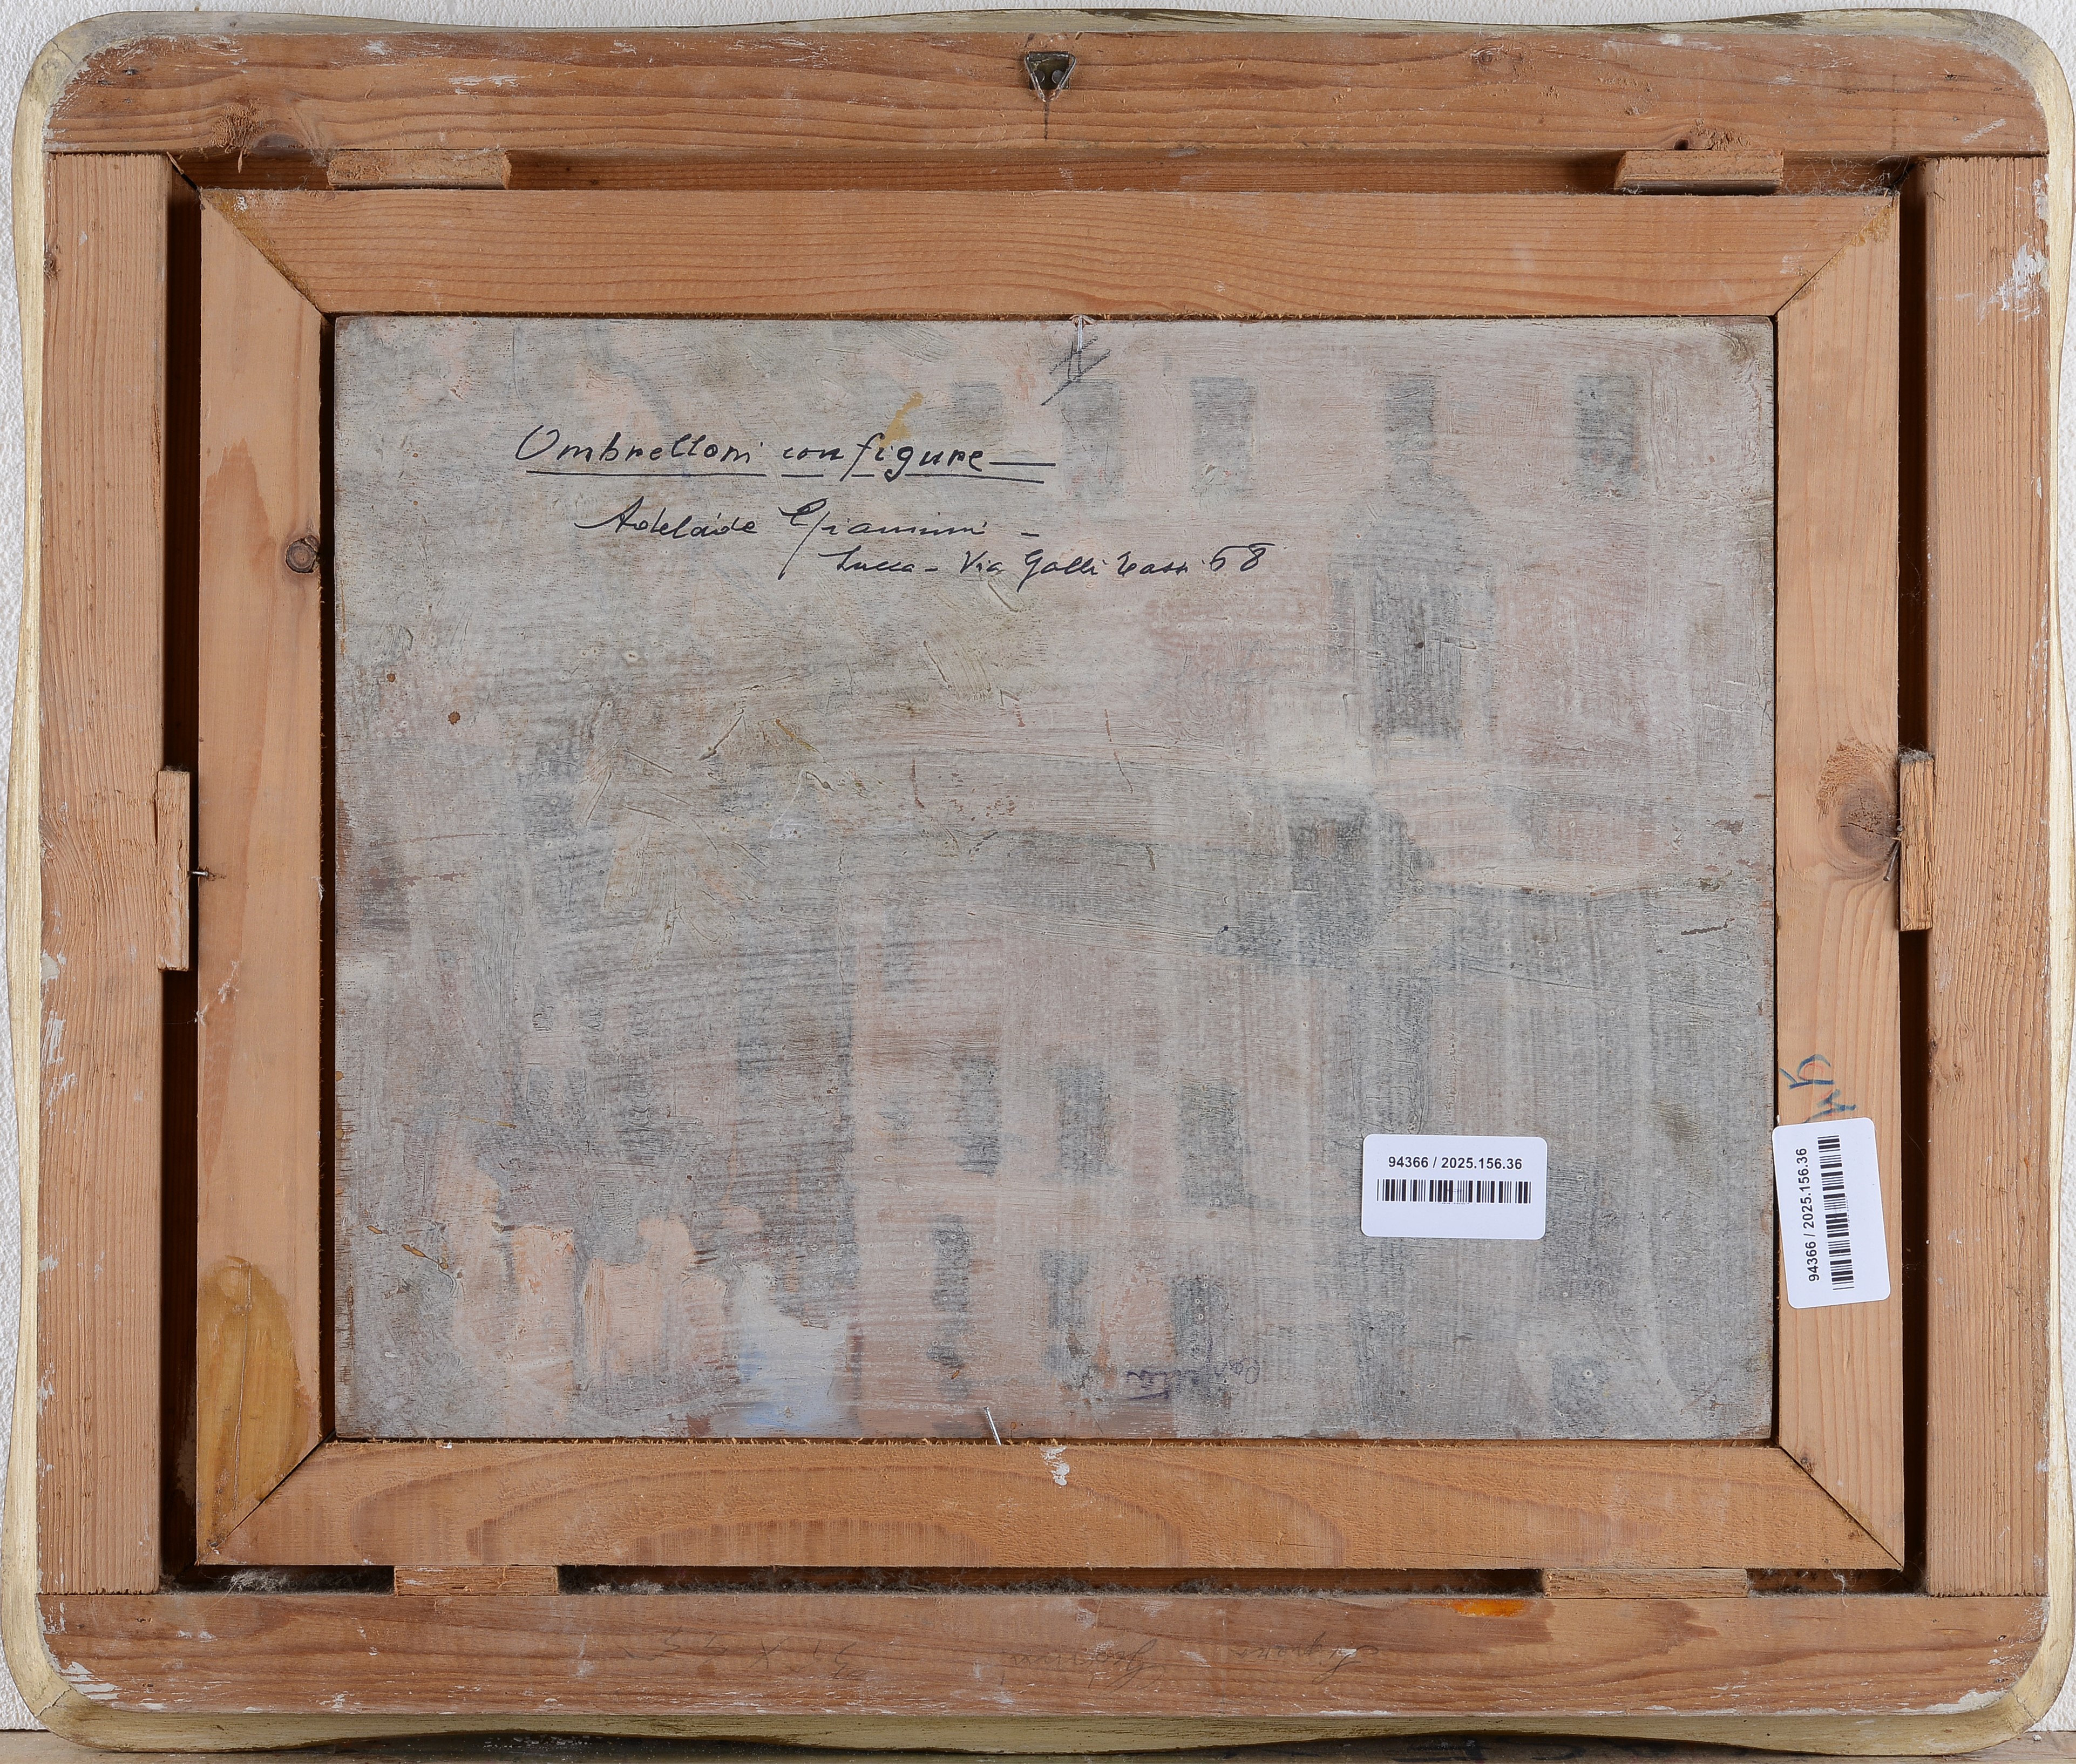 Ombrelloni con figure
Adelaide Giannini -
Lucca - Via Galli Tassi 68
94366 / 2025.156.36
94366 / 2025.156.36